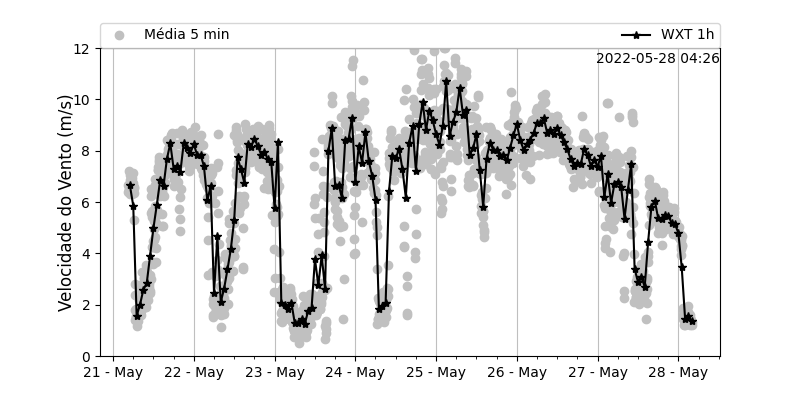 Média 5 min
WXT 1h
2022-05-28 04:26
Velocidade do Vento (m/s)
12
10
8
6
4
2
0
21 - May
22 - May
23 - May
24 - May
25 - May
26 - May
27 - May
28 - May